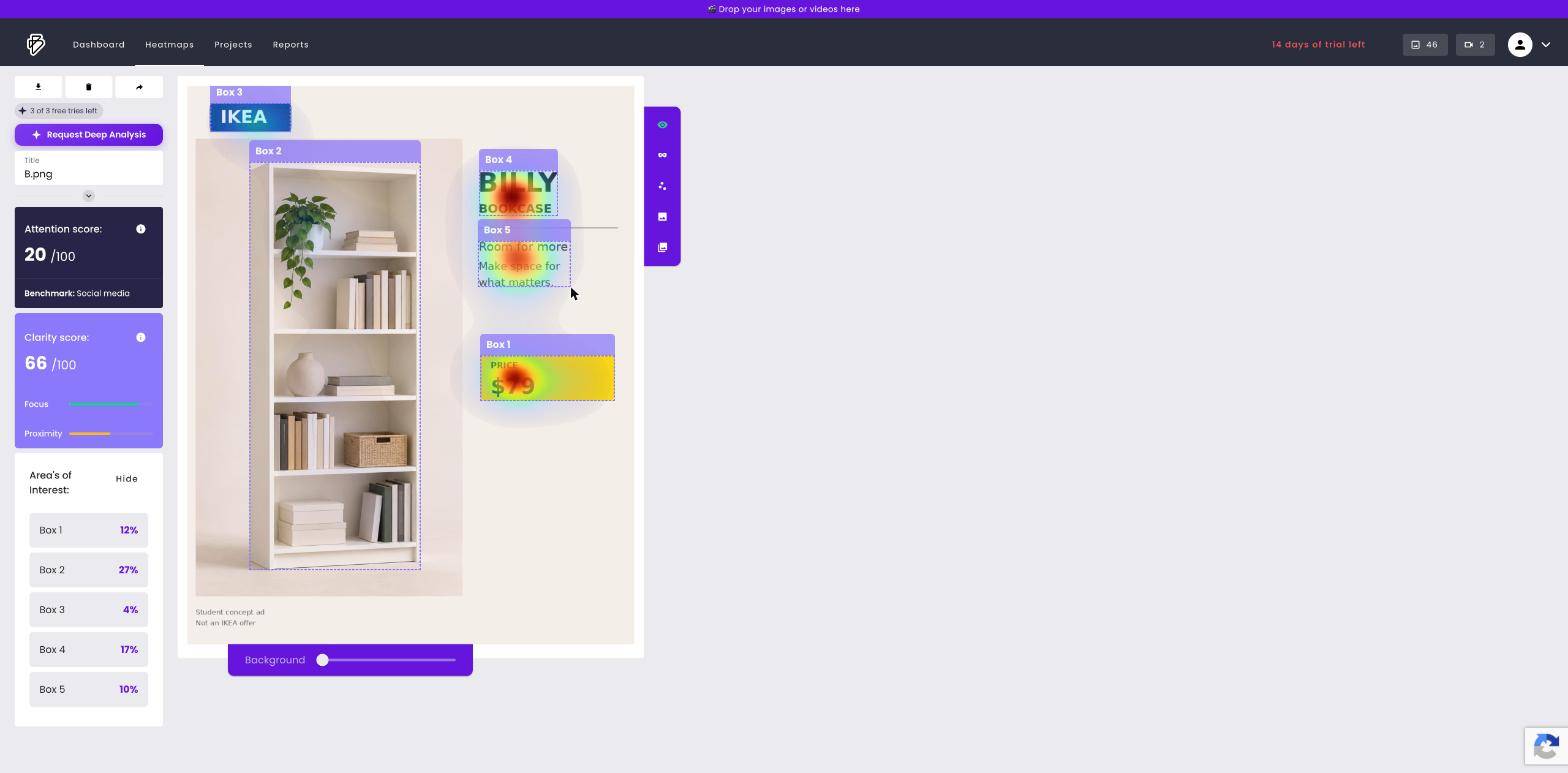 🎬 Drop your images or videos here
Dashboard Heatmaps Projects Reports
14 days of trial left 46 2
3 of 3 free tries left
Request Deep Analysis
Title
B.png
Attention score:
20 /100
Benchmark: Social media
Clarity score:
66 /100
Focus
Proximity
Area's of
Interest:
Hide
Box 1 12%
Box 2 27%
Box 3 4%
Box 4 17%
Box 5 10%
Box 3
IKEA
Box 2
Box 4
BILLY
BOOKCASE
Box 5
Room for more
Make space for
what matters.
Box 1
PRICE
$79
Student concept ad
Not an IKEA offer
Background